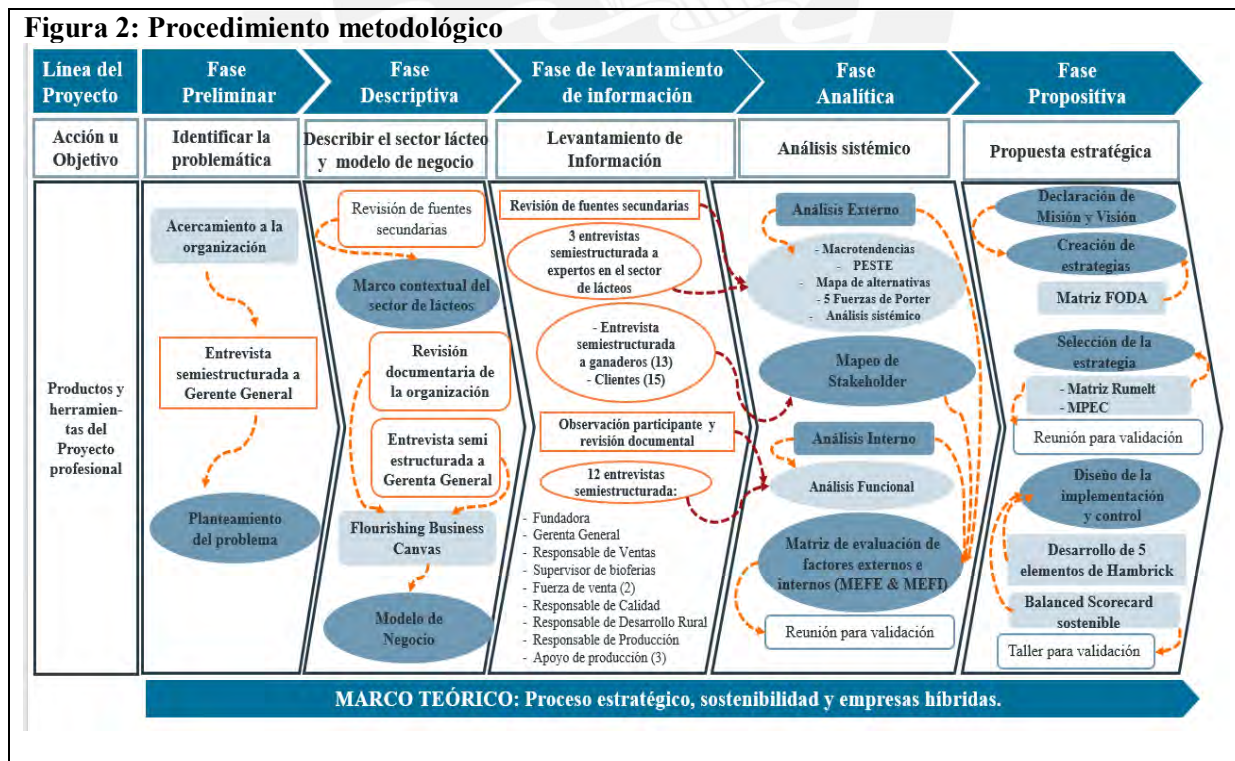 Figura 2: Procedimiento metodológico
Línea del
Proyecto
Fase
Preliminar
Fase
Descriptiva
Fase de levantamiento
de información
Fase
Analítica
Fase
Propositiva
Acción u
Objetivo
Identificar la
problemática
Describir el sector lácteo
y modelo de negocio
Levantamiento de
Información
Análisis sistémico
Propuesta estratégica
Productos y
herramien-
tas del
Proyecto
profesional
Acercamiento a la
organización
Entrevista
semiestructurada a
Gerente General
Planteamiento
del problema
Revisión de fuentes
secundarias
Marco contextual del
sector de lácteos
Revisión
documentaria de
la organización
Entrevista semi
estructurada a
Gerenta General
Flourishing Business
Canvas
Modelo de
Negocio
Revisión de fuentes secundarias
3 entrevistas
semiestructurada a
expertos en el sector
de lácteos
- Entrevista
semiestructurada
a ganaderos (13)
- Clientes (15)
Observación participante y
revisión documental
12 entrevistas
semiestructurada:
- Fundadora
- Gerenta General
- Responsable de Ventas
- Supervisor de bioferias
- Fuerza de venta (2)
- Responsable de Calidad
- Responsable de Desarrollo Rural
- Responsable de Producción
- Apoyo de producción (3)
Análisis Externo
- Macrotendencias
- PESTE
- Mapa de alternativas
- 5 Fuerzas de Porter
- Análisis sistémico
Mapeo de
Stakeholder
Análisis Interno
Análisis Funcional
Matriz de evaluación de
factores externos e
internos (MEFE & MEFI)
Reunión para validación
Declaración de
Misión y Visión
Creación de
estrategias
Matriz FODA
Selección de la
estrategia
- Matriz Rumelt
- MPEC
Reunión para validación
Diseño de la
implementación
y control
Desarrollo de 5
elementos de Hambrick
Balanced Scorecard
sostenible
Taller para validación
MARCO TEÓRICO: Proceso estratégico, sostenibilidad y empresas híbridas.